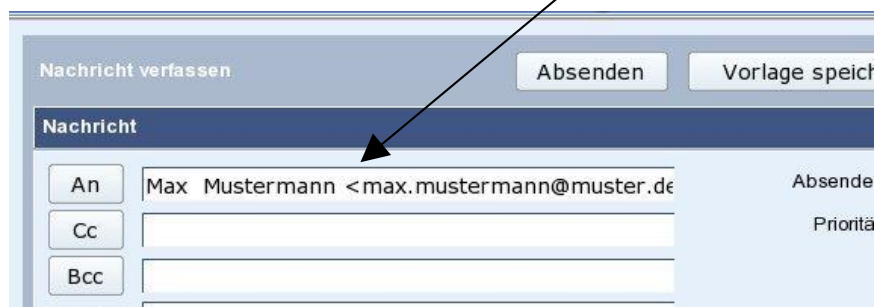 Nachricht verfassen Absenden Vorlage speich
Nachricht
An Max Mustermann <max.mustermann@muster.de Absende
Cc Prioritä
Bcc